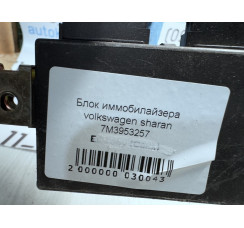 Блок иммобилайзера
volkswagen sharan
7M3953257
E
2 000000 030043